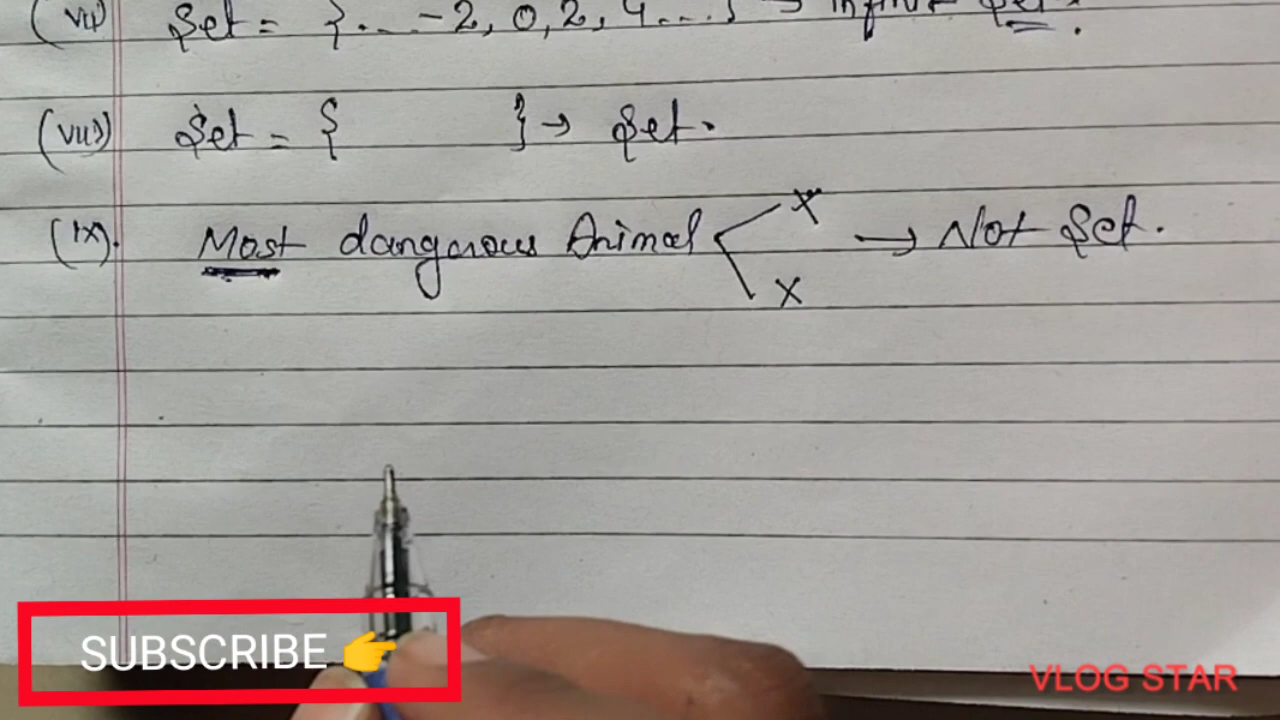 (vii) Set = {... -2, 0, 2, 4...} → infinit Set.
(viii) Set = { } → Set.
(ix). Most dangerous Animal < x x → Not Set.
SUBSCRIBE 👉
VLOG STAR